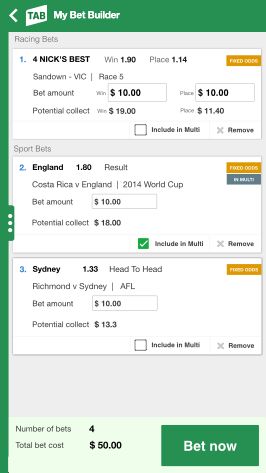 TAB My Bet Builder
Racing Bets
1. 4 NICK'S BEST Win 1.90 Place 1.14 FIXED ODDS
Sandown - VIC | Race 5
Bet amount Win $ 10.00 Place $ 10.00
Potential collect Win $ 19.00 Place $ 11.40
Include in Multi Remove
Sport Bets
2. England 1.80 Result FIXED ODDS
IN MULTI
Costa Rica v England | 2014 World Cup
Bet amount $ 10.00
Potential collect $ 18.00
Include in Multi Remove
3. Sydney 1.33 Head To Head FIXED ODDS
Richmond v Sydney | AFL
Bet amount $ 10.00
Potential collect $ 13.3
Include in Multi Remove
Number of bets 4
Total bet cost $ 50.00
Bet now